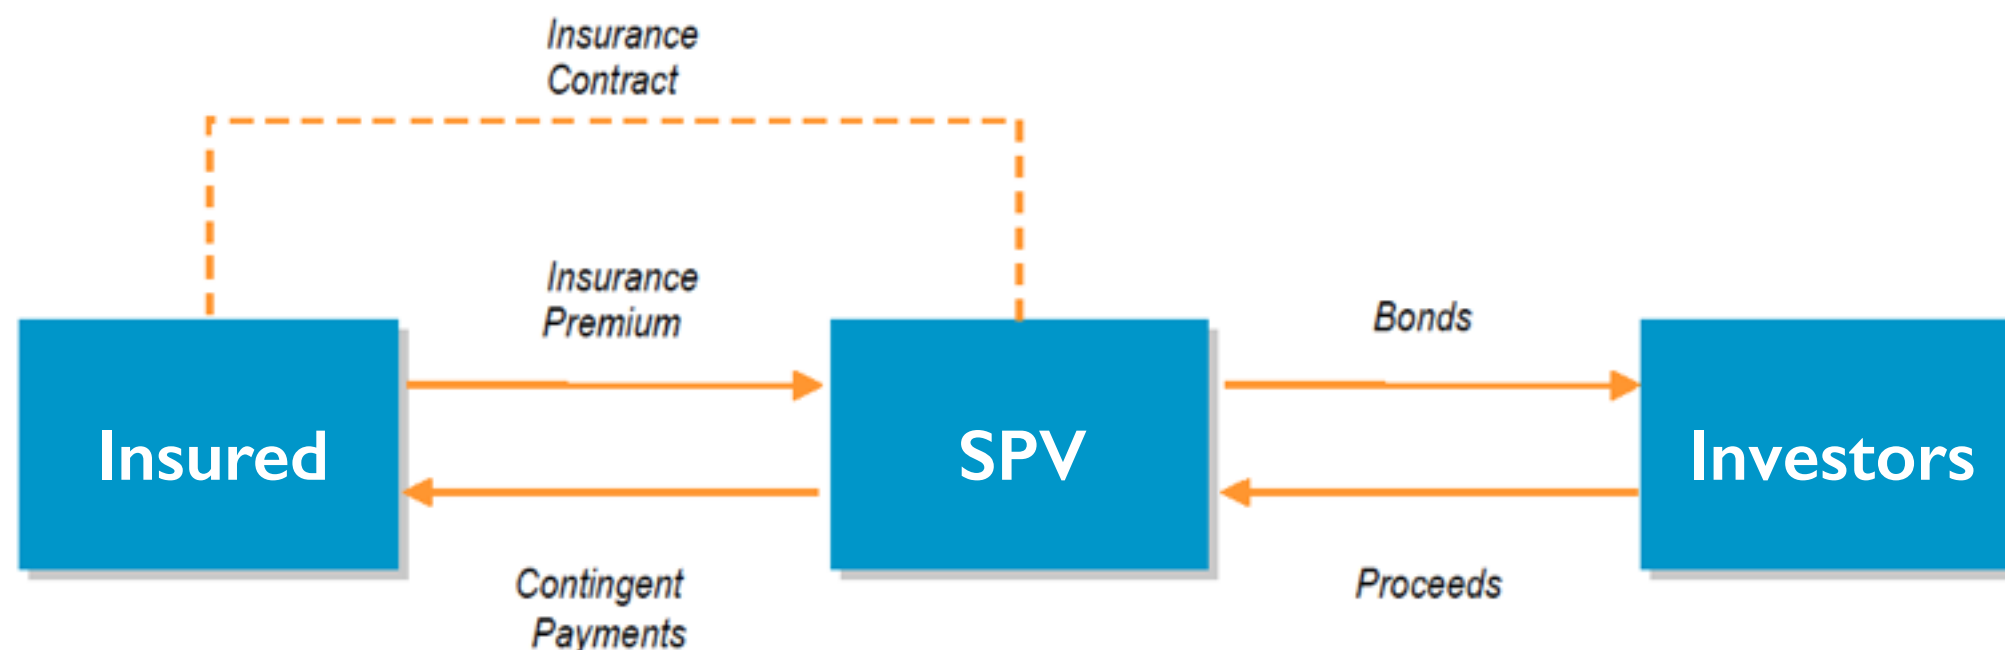 Insurance
Contract
Insurance
Premium
Bonds
Insured
SPV
Investors
Contingent
Payments
Proceeds